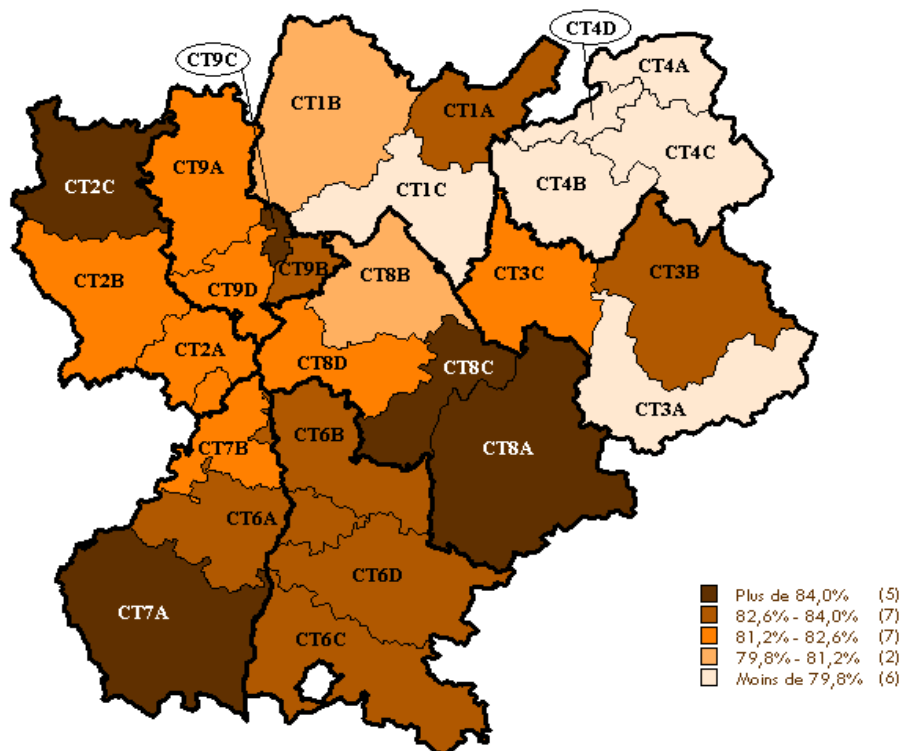 CT4D
CT9C
CT4A
CT1B
CT1A
CT4C
CT9A
CT2C
CT4B
CT1C
CT9B
CT8B
CT3C
CT3B
CT2B
CT9D
CT2A
CT8D
CT8C
CT3A
CT7B
CT6B
CT8A
CT6A
CT6D
CT7A
CT6C
Plus de 84,0% (5)
82,6% - 84,0% (7)
81,2% - 82,6% (7)
79,8% - 81,2% (2)
Moins de 79,8% (6)